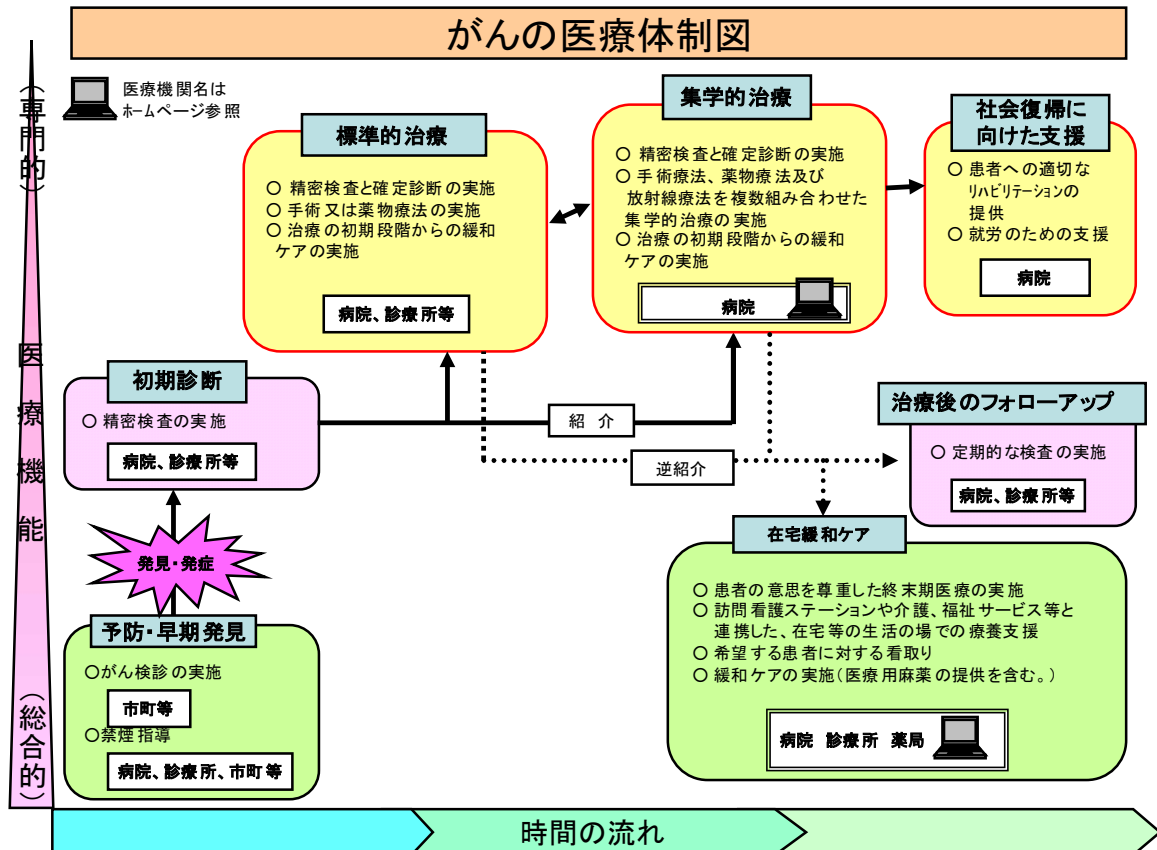 がんの医療体制図
医療機関名は
ホームページ参照
(専門的)
医療機能
(総合的)
標準的治療
○ 精密検査と確定診断の実施
○ 手術又は薬物療法の実施
○ 治療の初期段階からの緩和
ケアの実施
病院、診療所等
集学的治療
○ 精密検査と確定診断の実施
○ 手術療法、薬物療法及び
放射線療法を複数組み合わせた
集学的治療の実施
○ 治療の初期段階からの緩和
ケアの実施
病院
社会復帰に
向けた支援
○ 患者への適切な
リハビリテーションの
提供
○ 就労のための支援
病院
初期診断
○ 精密検査の実施
病院、診療所等
紹 介
逆紹介
治療後のフォローアップ
○ 定期的な検査の実施
病院、診療所等
発見・発症
予防・早期発見
○がん検診の実施
市町等
○禁煙指導
病院、診療所、市町等
在宅緩和ケア
○ 患者の意思を尊重した終末期医療の実施
○ 訪問看護ステーションや介護、福祉サービス等と
連携した、在宅等の生活の場での療養支援
○ 希望する患者に対する看取り
○ 緩和ケアの実施(医療用麻薬の提供を含む。)
病院 診療所 薬局
時間の流れ